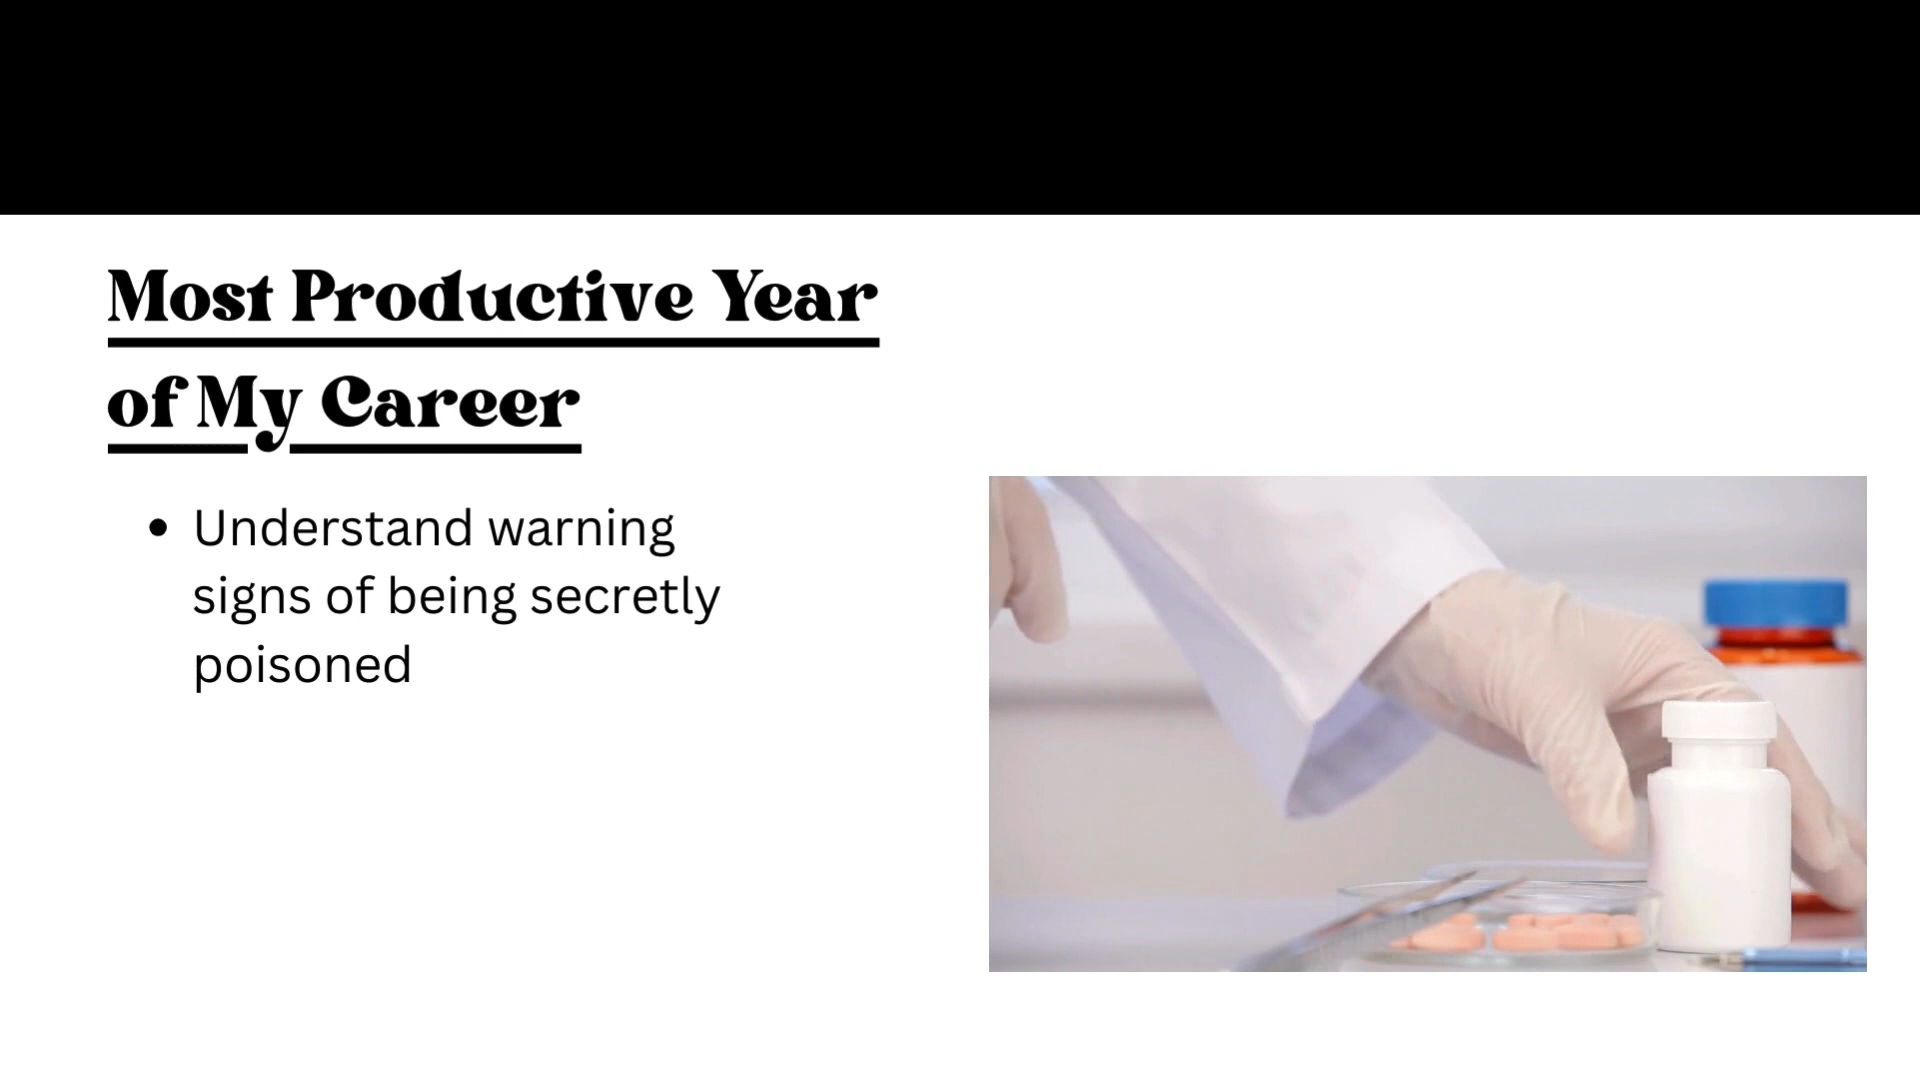 Most Productive Year
of My Career
• Understand warning
signs of being secretly
poisoned